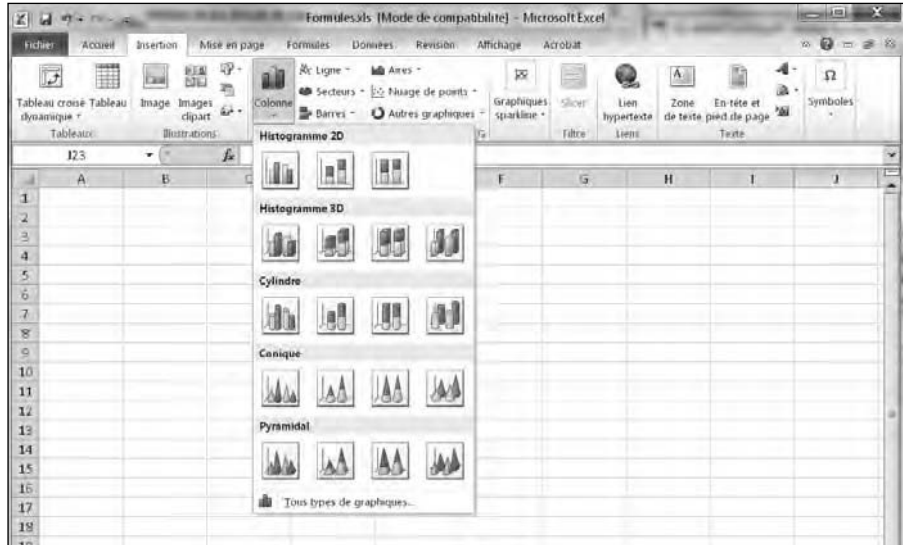 Formules.xls [Mode de compatibilité] - Microsoft Excel
Fichier Accueil Insertion Mise en page Formules Données Révision Affichage Acrobat
Tableau croisé dynamique Tableau
Tableaux
Image Images clipart
Illustrations
Colonne
Ligne Aires
Secteurs Nuage de points
Barres Autres graphiques
Graphiques sparkline
Slicer
Filtre
Lien hypertexte
Liens
Zone de texte En-tête et pied de page
Texte
Ω
Symboles
J23 fx
A B C F G H I J
Histogramme 2D
Histogramme 3D
Cylindre
Conique
Pyramidal
Tous types de graphiques...
1
2
3
4
5
6
7
8
9
10
11
12
13
14
15
16
17
18